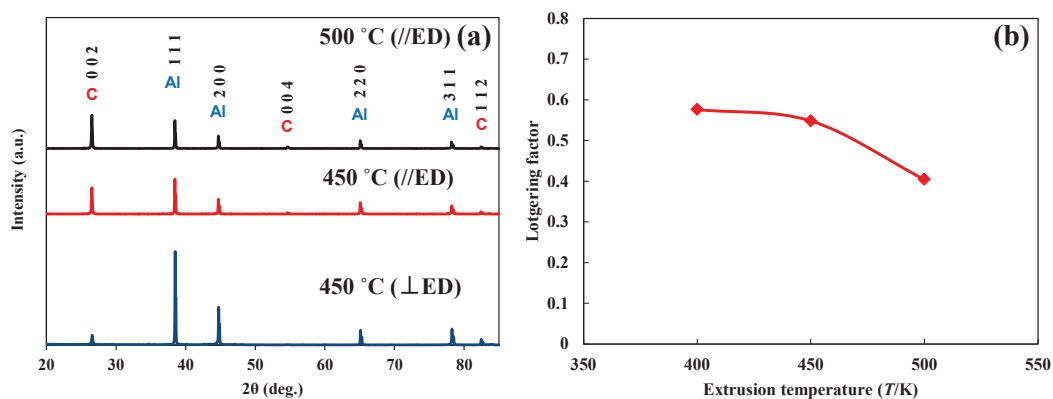 500 °C (//ED) (a)
C 0 0 2
Al 1 1 1
Al 2 0 0
C 0 0 4
Al 2 2 0
Al 3 1 1
C 1 1 2
450 °C (//ED)
450 °C (⊥ED)
Intensity (a.u.)
20 30 40 50 60 70 80
2θ (deg.)
(b)
0.8
0.7
0.6
0.5
0.4
0.3
0.2
0.1
0
Lotgering factor
350 400 450 500 550
Extrusion temperature (T/K)